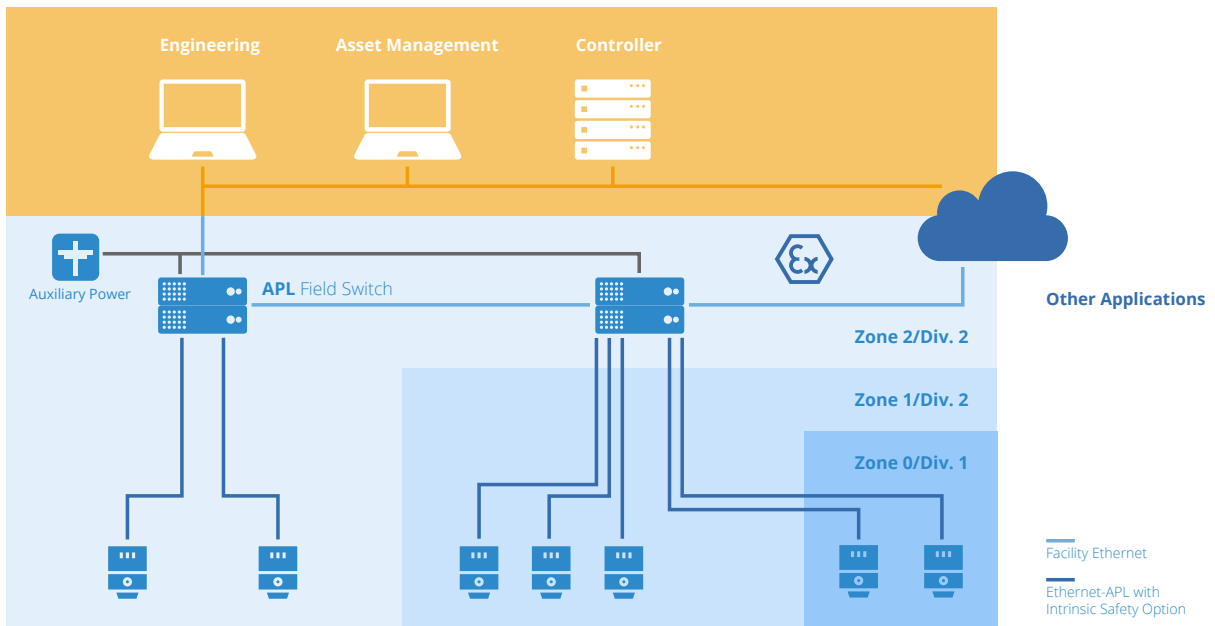 Engineering
Asset Management
Controller
Auxiliary Power
APL Field Switch
Ex
Other Applications
Zone 2/Div. 2
Zone 1/Div. 2
Zone 0/Div. 1
Facility Ethernet
Ethernet-APL with
Intrinsic Safety Option